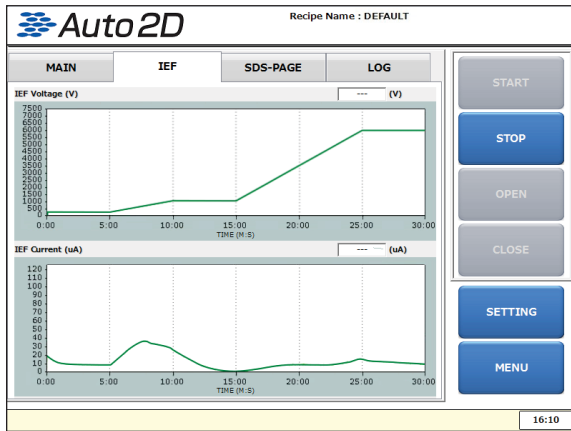 Auto2D
Recipe Name : DEFAULT
MAIN IEF SDS-PAGE LOG
IEF Voltage (V) --- (V)
7500
7000
6500
6000
5500
5000
4500
4000
3500
3000
2500
2000
1500
1000
500
0
0:00 5:00 10:00 15:00 20:00 25:00 30:00
TIME (M:S)
IEF Current (uA) --- (uA)
120
110
100
90
80
70
60
50
40
30
20
10
0
0:00 5:00 10:00 15:00 20:00 25:00 30:00
TIME (M:S)
START
STOP
OPEN
CLOSE
SETTING
MENU
16:10